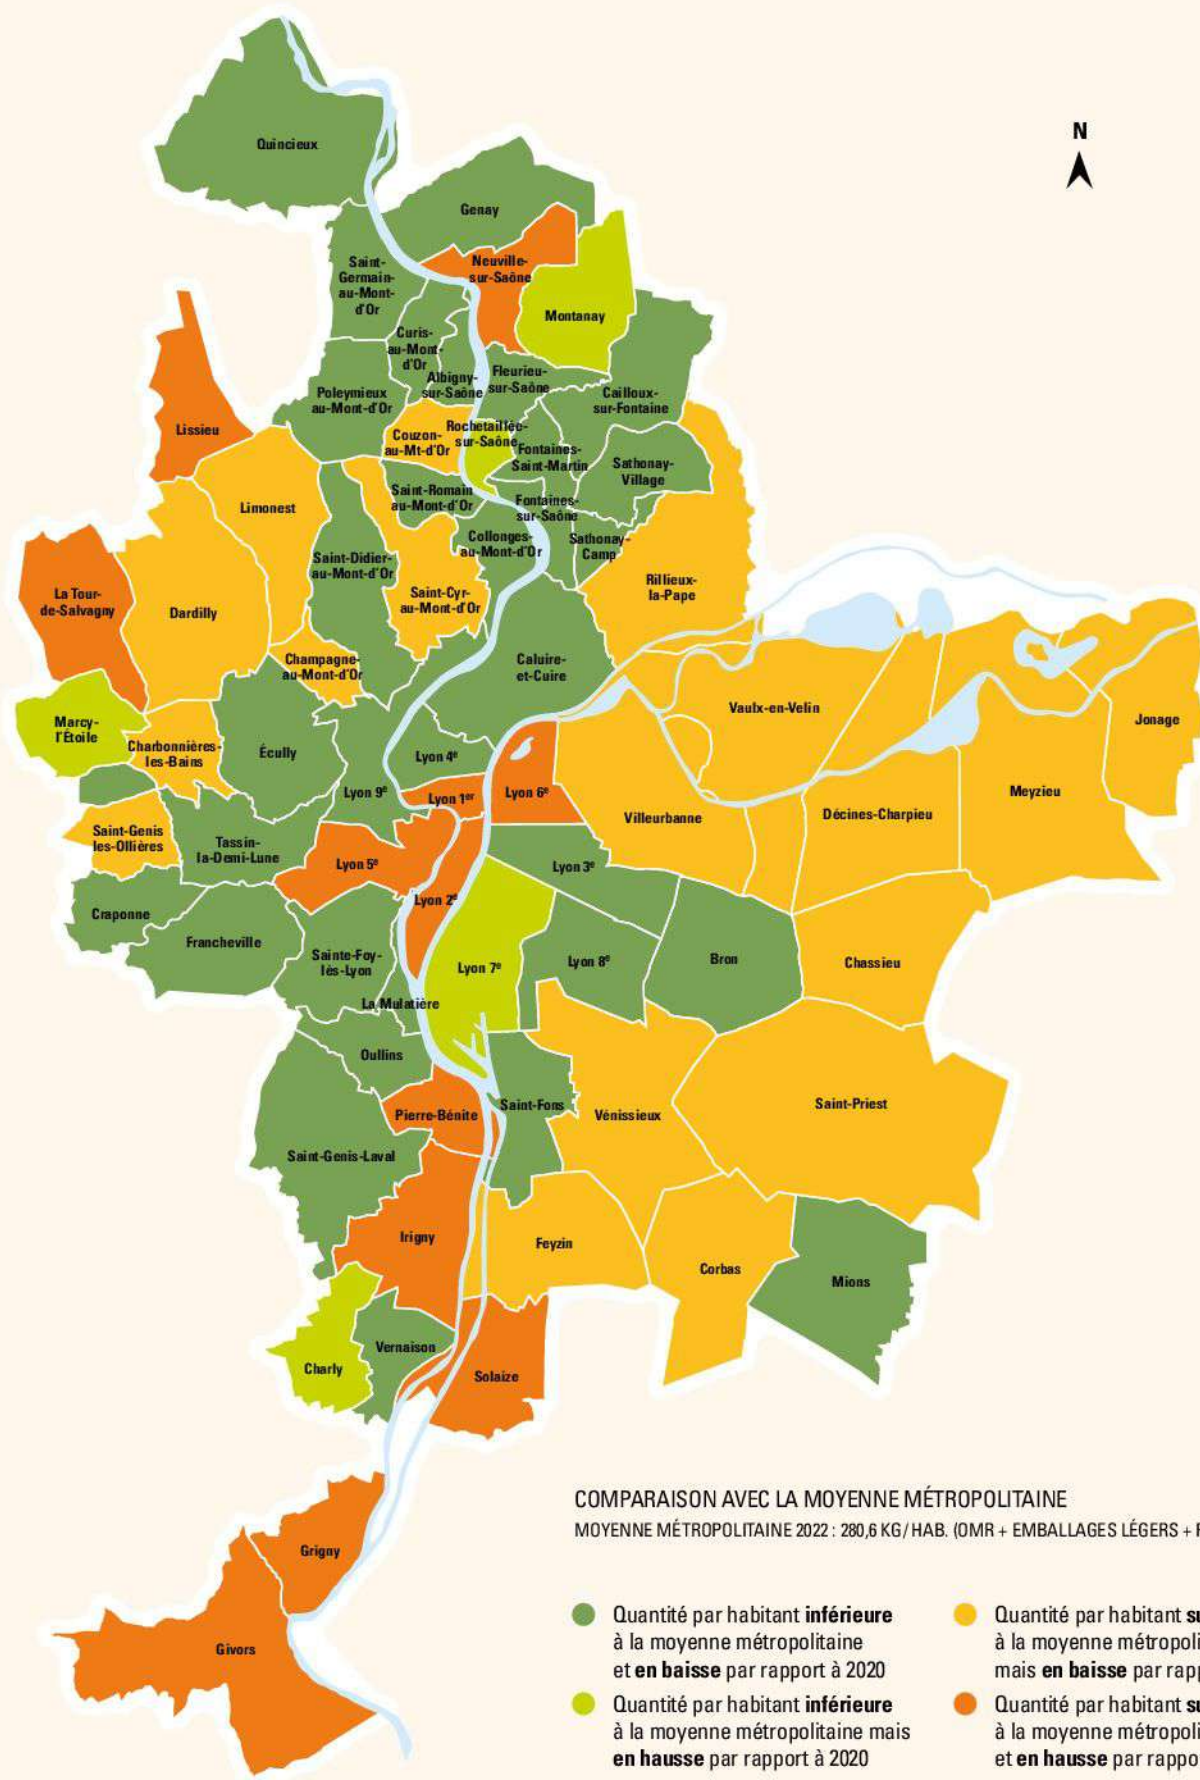 N
Quincieux
Genay
Neuville-
sur-Saône
Saint-
Germain-
au-Mont-
d'Or
Montanay
Curis-
au-Mont-
d'Or
Albigny-
sur-Saône
Fleurieu-
sur-Saône
Poleymieux
au-Mont-d'Or
Cailloux-
sur-Fontaine
Lissieu
Couzon-
au-Mt-d'Or
Rochetaillée-
sur-Saône
Fontaines-
Saint-Martin
Sathonay-
Village
Limonest
Saint-Romain
au-Mont-d'Or
Fontaines-
sur-Saône
Collonges-
au-Mont-d'Or
Sathonay-
Camp
Saint-Didier-
au-Mont-d'Or
Rillieux-
la-Pape
La Tour-
de-Salvagny
Dardilly
Saint-Cyr-
au-Mont-d'Or
Champagne-
au-Mont-d'Or
Caluire-
et-Cuire
Vaulx-en-Velin
Jonage
Marcy-
l'Étoile
Charbonnières-
les-Bains
Écully
Lyon 4e
Lyon 9e
Lyon 1er
Lyon 6e
Meyzieu
Villeurbanne
Décines-Charpieu
Saint-Genis
les-Ollières
Tassin-
la-Demi-Lune
Lyon 5e
Lyon 3e
Lyon 2e
Craponne
Francheville
Sainte-Foy-
lès-Lyon
Lyon 7e
Lyon 8e
Bron
Chassieu
La Mulatière
Oullins
Pierre-Bénite
Saint-Fons
Vénissieux
Saint-Priest
Saint-Genis-Laval
Irigny
Feyzin
Corbas
Mions
Vernaison
Charly
Solaize
Grigny
Givors
COMPARAISON AVEC LA MOYENNE MÉTROPOLITAINE
MOYENNE MÉTROPOLITAINE 2022 : 280,6 KG/HAB. (OMR + EMBALLAGES LÉGERS +
Quantité par habitant inférieure
à la moyenne métropolitaine
et en baisse par rapport à 2020
Quantité par habitant inférieure
à la moyenne métropolitaine mais
en hausse par rapport à 2020
Quantité par habitant
à la moyenne
mais en baisse par
Quantité par habitant
à la moyenne
et en hausse par